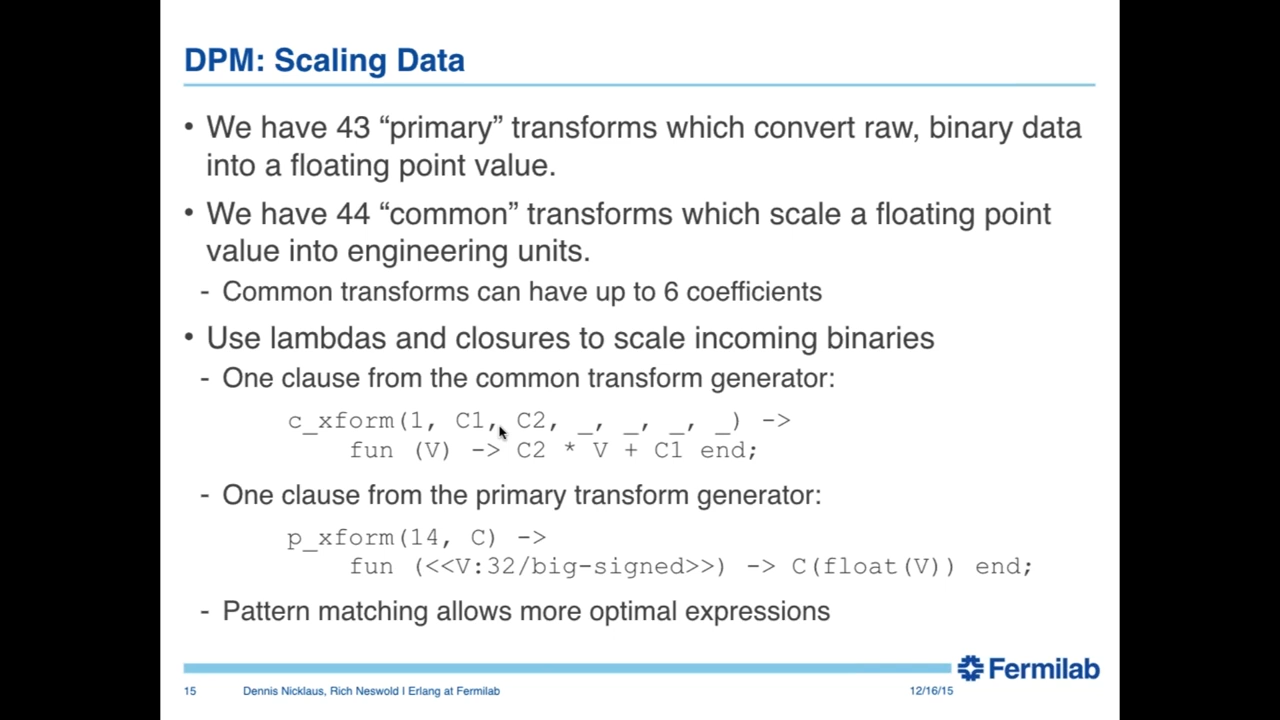 DPM: Scaling Data
• We have 43 “primary” transforms which convert raw, binary data
into a floating point value.
• We have 44 “common” transforms which scale a floating point
value into engineering units.
- Common transforms can have up to 6 coefficients
• Use lambdas and closures to scale incoming binaries
- One clause from the common transform generator:
c_xform(1, C1, C2, _, _, _, _) ->
fun (V) -> C2 * V + C1 end;
- One clause from the primary transform generator:
p_xform(14, C) ->
fun (<<V:32/big-signed>>) -> C(float(V)) end;
- Pattern matching allows more optimal expressions
Fermilab
15 Dennis Nicklaus, Rich Neswold I Erlang at Fermilab 12/16/15